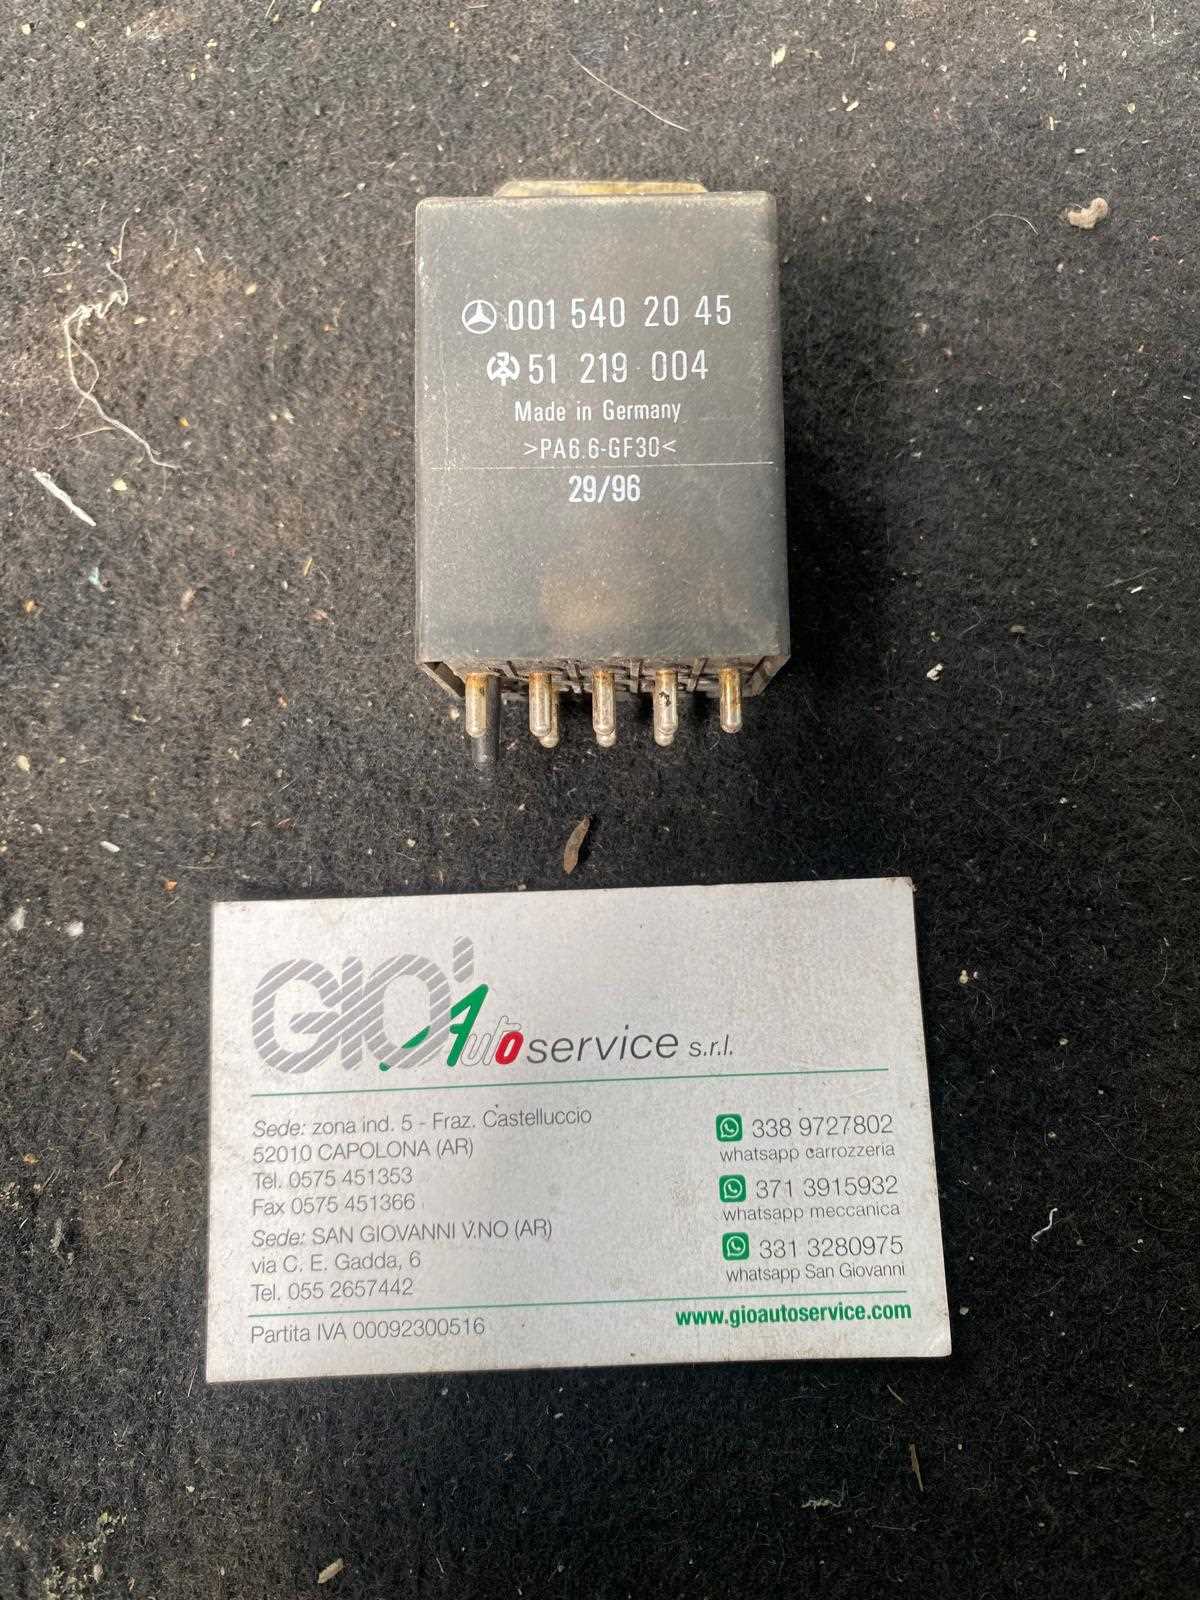 001 540 20 45
51 219 004
Made in Germany
>PA6.6-GF30<
29/96
GIO' Autoservice s.r.l.
Sede: zona ind. 5 - Fraz. Castelluccio
52010 CAPOLONA (AR)
Tel. 0575 451353
Fax 0575 451366
Sede: SAN GIOVANNI V.NO (AR)
via C. E. Gadda, 6
Tel. 055 2657442
Partita IVA 00092300516
338 9727802
whatsapp carrozzeria
371 3915932
whatsapp meccanica
331 3280975
whatsapp San Giovanni
www.gioautoservice.com